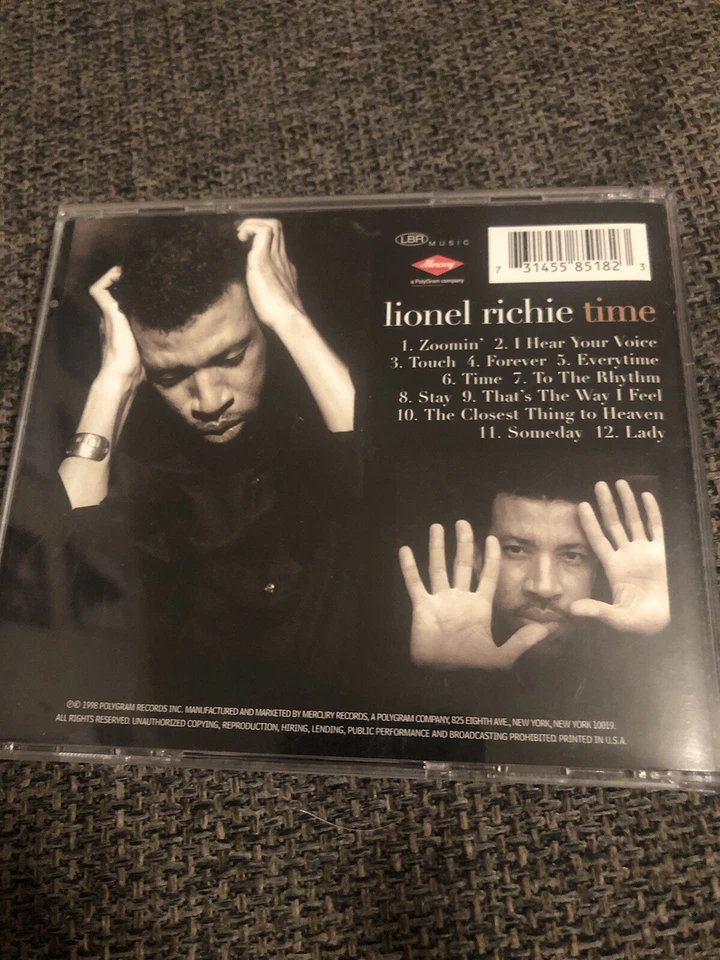 LBR MUSIC
Mercury
a PolyGram company
7 31455 85182 3
lionel richie time
1. Zoomin' 2. I Hear Your Voice
3. Touch 4. Forever 5. Everytime
6. Time 7. To The Rhythm
8. Stay 9. That's The Way I Feel
10. The Closest Thing to Heaven
11. Someday 12. Lady
℗© 1998 POLYGRAM RECORDS INC. MANUFACTURED AND MARKETED BY MERCURY RECORDS, A POLYGRAM COMPANY, 825 EIGHTH AVE., NEW YORK, NEW YORK 10019.
ALL RIGHTS RESERVED. UNAUTHORIZED COPYING, REPRODUCTION, HIRING, LENDING, PUBLIC PERFORMANCE AND BROADCASTING PROHIBITED. PRINTED IN U.S.A.